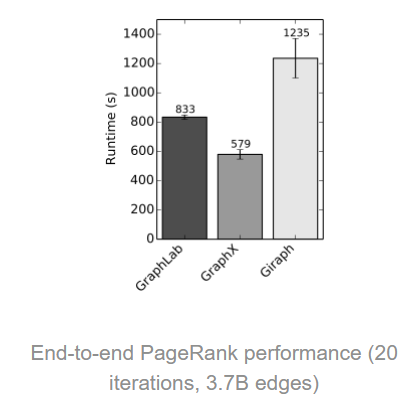 1400
1200
1000
800
600
400
200
0
Runtime (s)
833
579
1235
GraphLab
GraphX
Giraph
End-to-end PageRank performance (20
iterations, 3.7B edges)